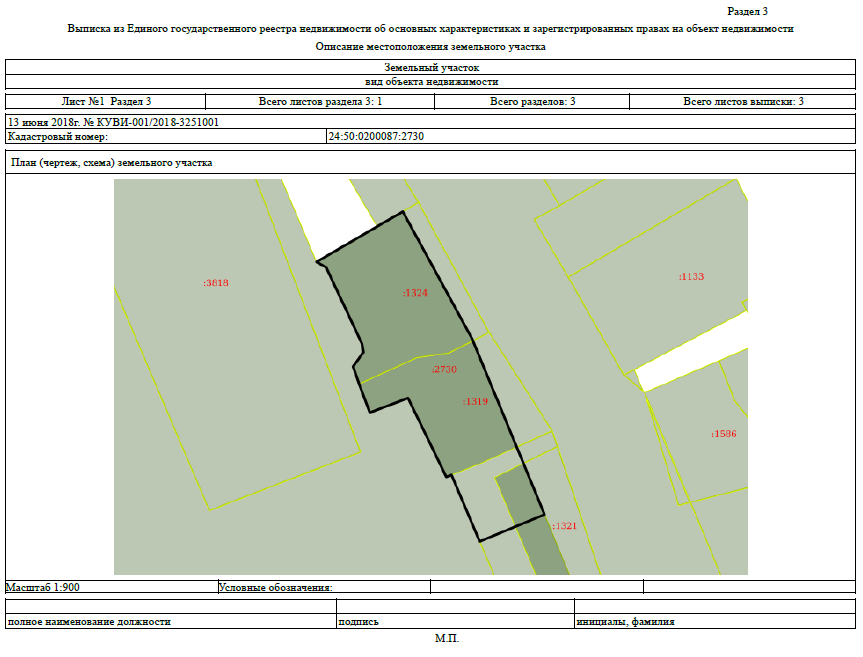 Раздел 3
Выписка из Единого государственного реестра недвижимости об основных характеристиках и зарегистрированных правах на объект недвижимости
Описание местоположения земельного участка
Земельный участок
вид объекта недвижимости
Лист №1 Раздел 3 Всего листов раздела 3: 1 Всего разделов: 3 Всего листов выписки: 3
13 июня 2018г. № КУВИ-001/2018-3251001
Кадастровый номер: 24:50:0200087:2730
План (чертеж, схема) земельного участка
:1133
:3818
:1324
:2730
:1319
:1586
:1321
Масштаб 1:900 Условные обозначения:
полное наименование должности подпись инициалы, фамилия
М.П.